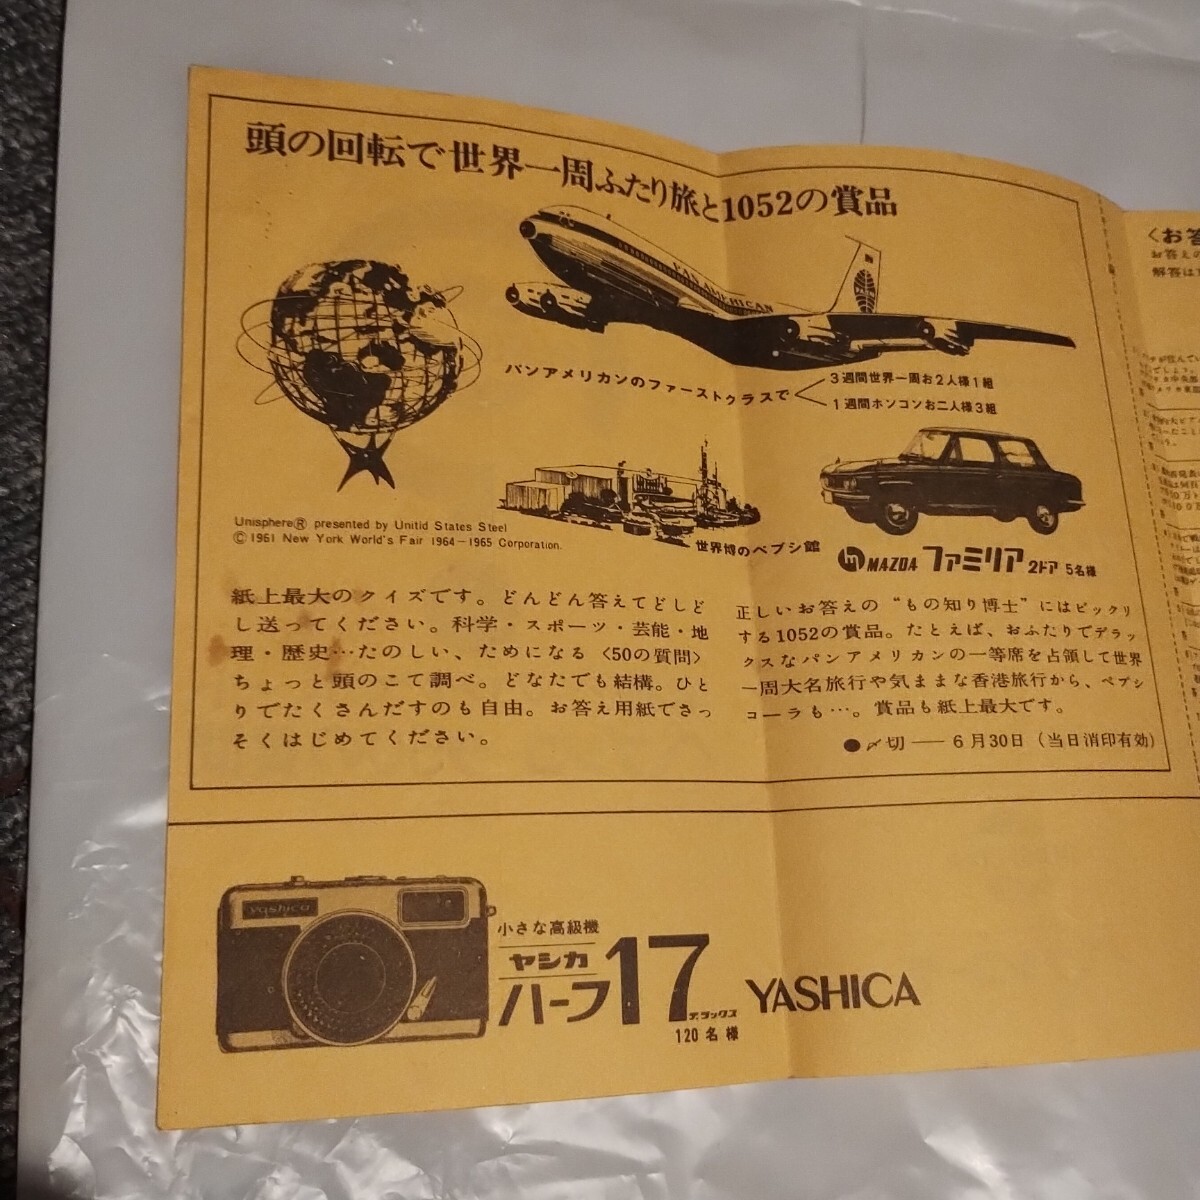 頭の回転で世界一周ふたり旅と1052の賞品
PAN AMERICAN
パンアメリカンのファーストクラスで
3週間世界一周お2人様1組
1週間ホンコンお二人様3組
Unisphere® presented by Unitid States Steel
© 1961 New York World's Fair 1964-1965 Corporation.
世界博のペプシ館
MAZDA ファミリア 2ドア 5名様
紙上最大のクイズです。どんどん答えてどしど
し送ってください。科学・スポーツ・芸能・地
理・歴史…たのしい、ためになる〈50の質問〉
ちょっと頭のこて調べ。どなたでも結構。ひと
りでたくさんだすのも自由。お答え用紙でさっ
そくはじめてください。
正しいお答えの“もの知り博士”にはビックリ
する1052の賞品。たとえば、おふたりでデラッ
クスなパンアメリカンの一等席を占領して世界
一周大名旅行や気ままな香港旅行から、ペプシ
コーラも…。賞品も紙上最大です。
●〆切——6月30日（当日消印有効）
〈お答
お答えの
解答は
yashica
小さな高級機
ヤシカ
ハーフ17
デラックス
120名様
YASHICA